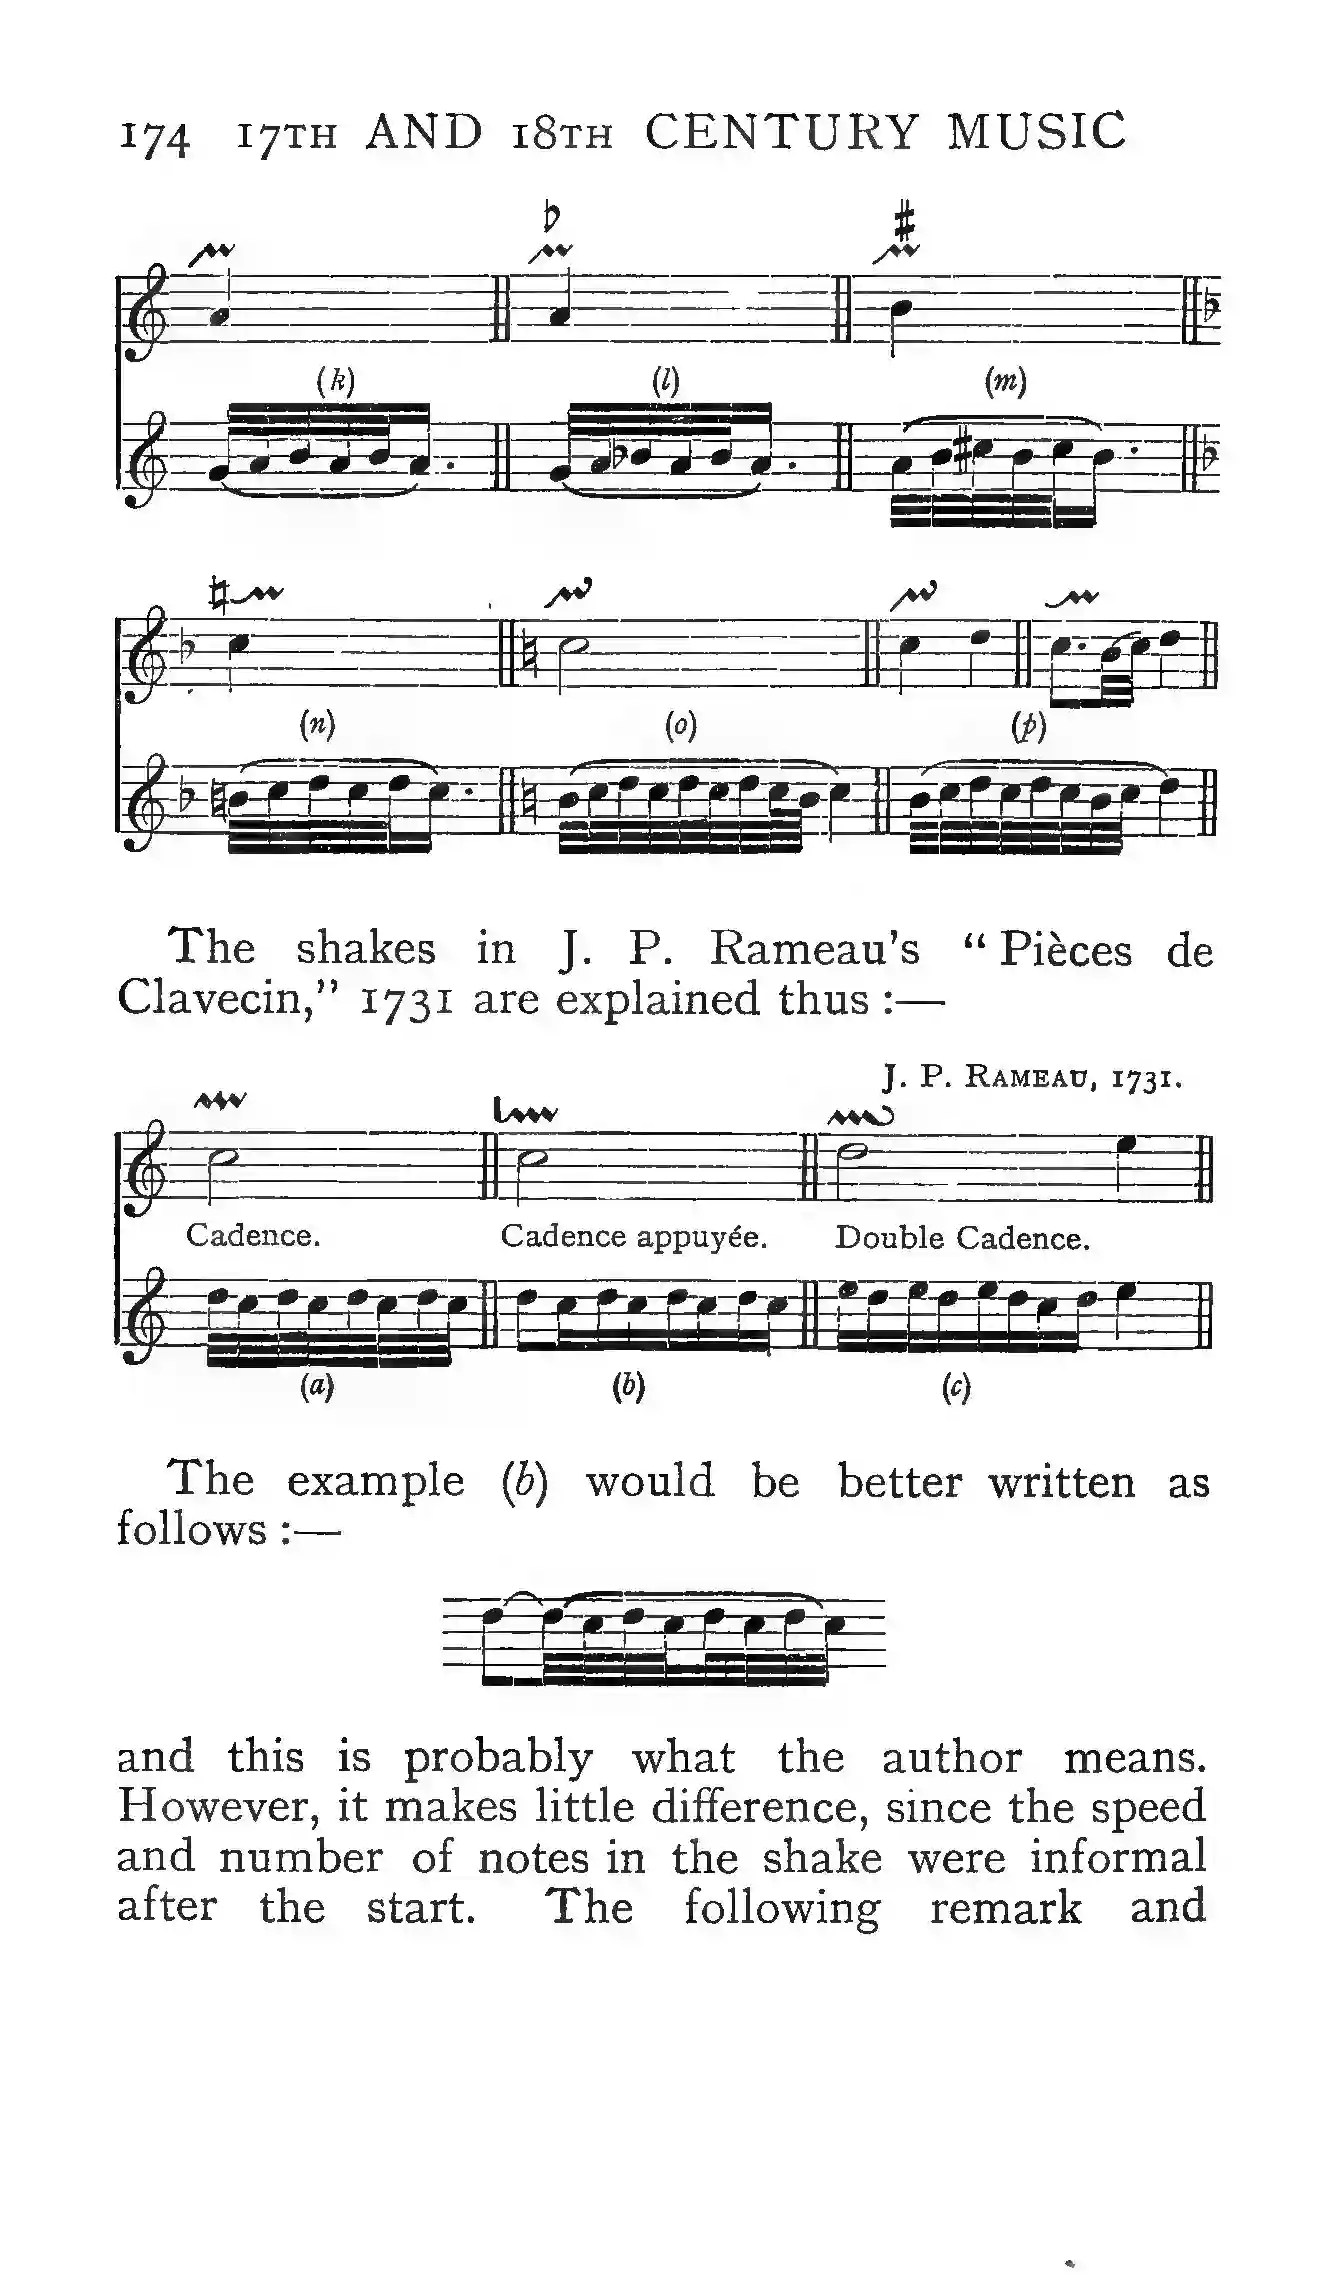 174 17TH AND 18TH CENTURY MUSIC
(k) (l) (m)
(n) (o) (p)
The shakes in J. P. Rameau's “Pièces de
Clavecin,” 1731 are explained thus :—
J. P. RAMEAU, 1731.
Cadence. Cadence appuyée. Double Cadence.
(a) (b) (c)
The example (b) would be better written as
follows :—
and this is probably what the author means.
However, it makes little difference, since the speed
and number of notes in the shake were informal
after the start. The following remark and